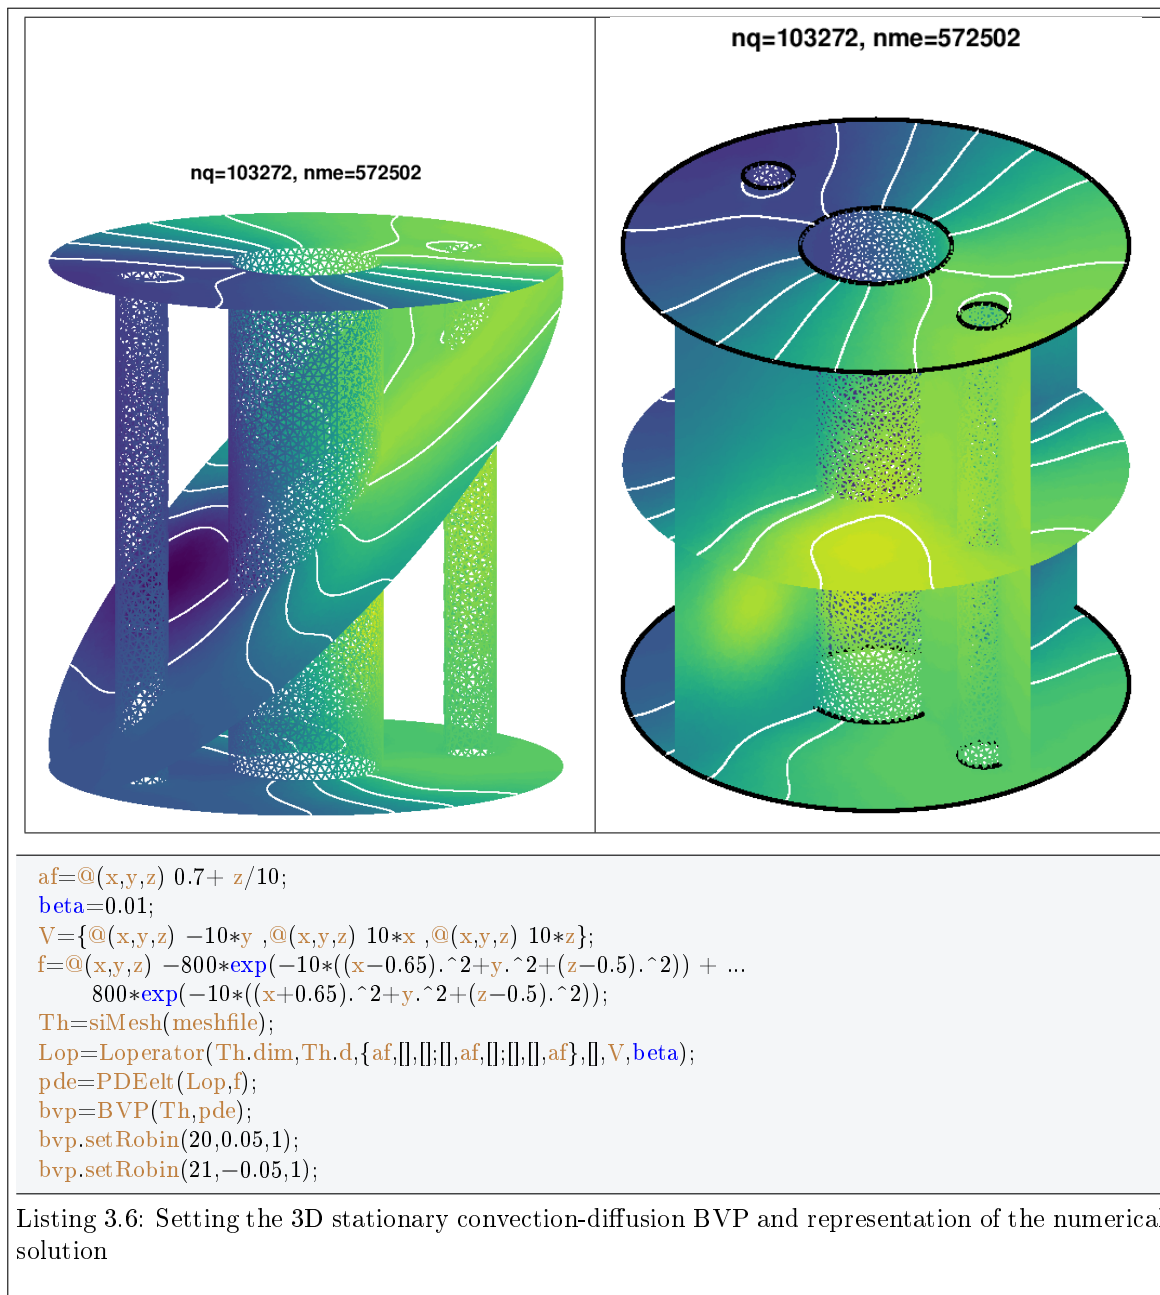 nq=103272, nme=572502
nq=103272, nme=572502
af=@(x,y,z) 0.7+ z/10;
beta=0.01;
V={@(x,y,z) −10*y ,@(x,y,z) 10*x ,@(x,y,z) 10*z};
f=@(x,y,z) −800*exp(−10*((x−0.65).^2+y.^2+(z−0.5).^2)) + ...
800*exp(−10*((x+0.65).^2+y.^2+(z−0.5).^2));
Th=siMesh(meshfile);
Lop=Loperator(Th.dim,Th.d,{af,[],[];[],af,[];[],[],af},[],V,beta);
pde=PDEelt(Lop,f);
bvp=BVP(Th,pde);
bvp.setRobin(20,0.05,1);
bvp.setRobin(21,−0.05,1);
Listing 3.6: Setting the 3D stationary convection-diffusion BVP and representation of the numerical
solution